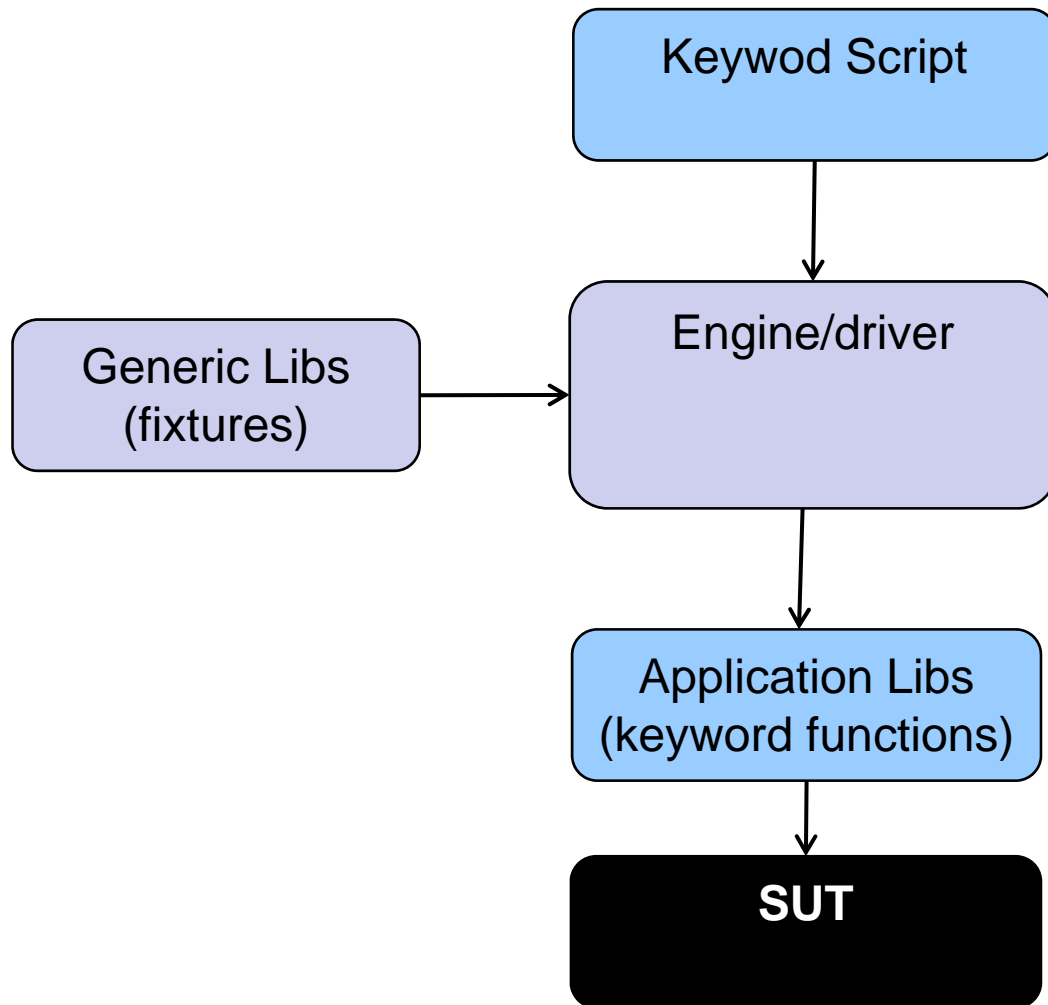 Keywod Script
Engine/driver
Generic Libs
(fixtures)
Application Libs
(keyword functions)
SUT